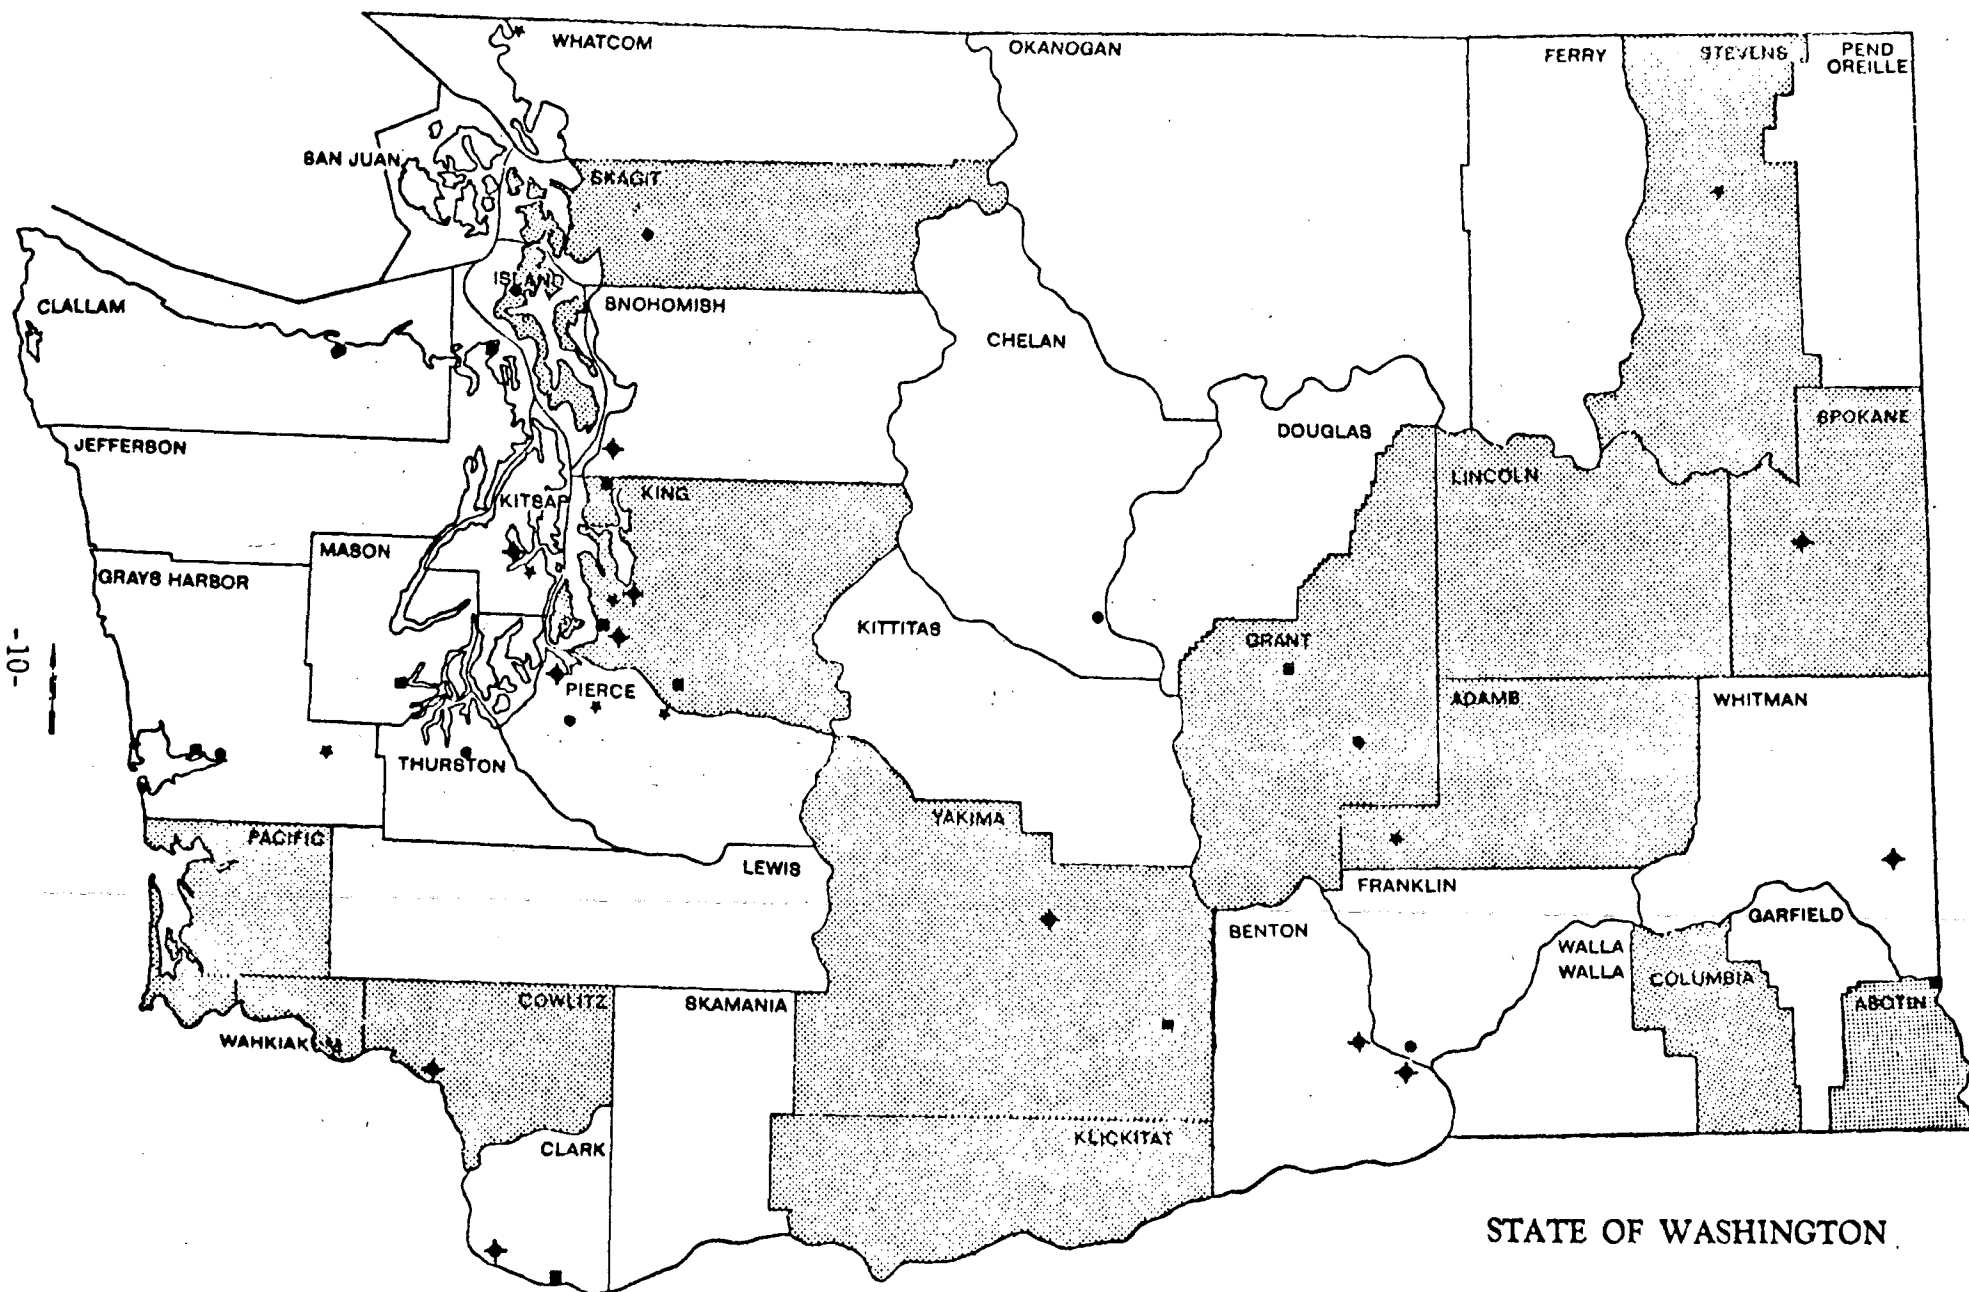 WHATCOM
OKANOGAN
FERRY
STEVENS
PEND
OREILLE
SAN JUAN
SKAGIT
ISLAND
CLALLAM
SNOHOMISH
CHELAN
JEFFERSON
DOUGLAS
SPOKANE
LINCOLN
KITSAP
KING
MASON
GRAYS HARBOR
KITTITAS
GRANT
-10-
PIERCE
ADAMS
WHITMAN
THURSTON
PACIFIC
YAKIMA
LEWIS
FRANKLIN
BENTON
GARFIELD
WALLA
WALLA
COLUMBIA
COWLITZ
SKAMANIA
ASOTIN
WAHKIAKUM
CLARK
KLICKITAT
STATE OF WASHINGTON